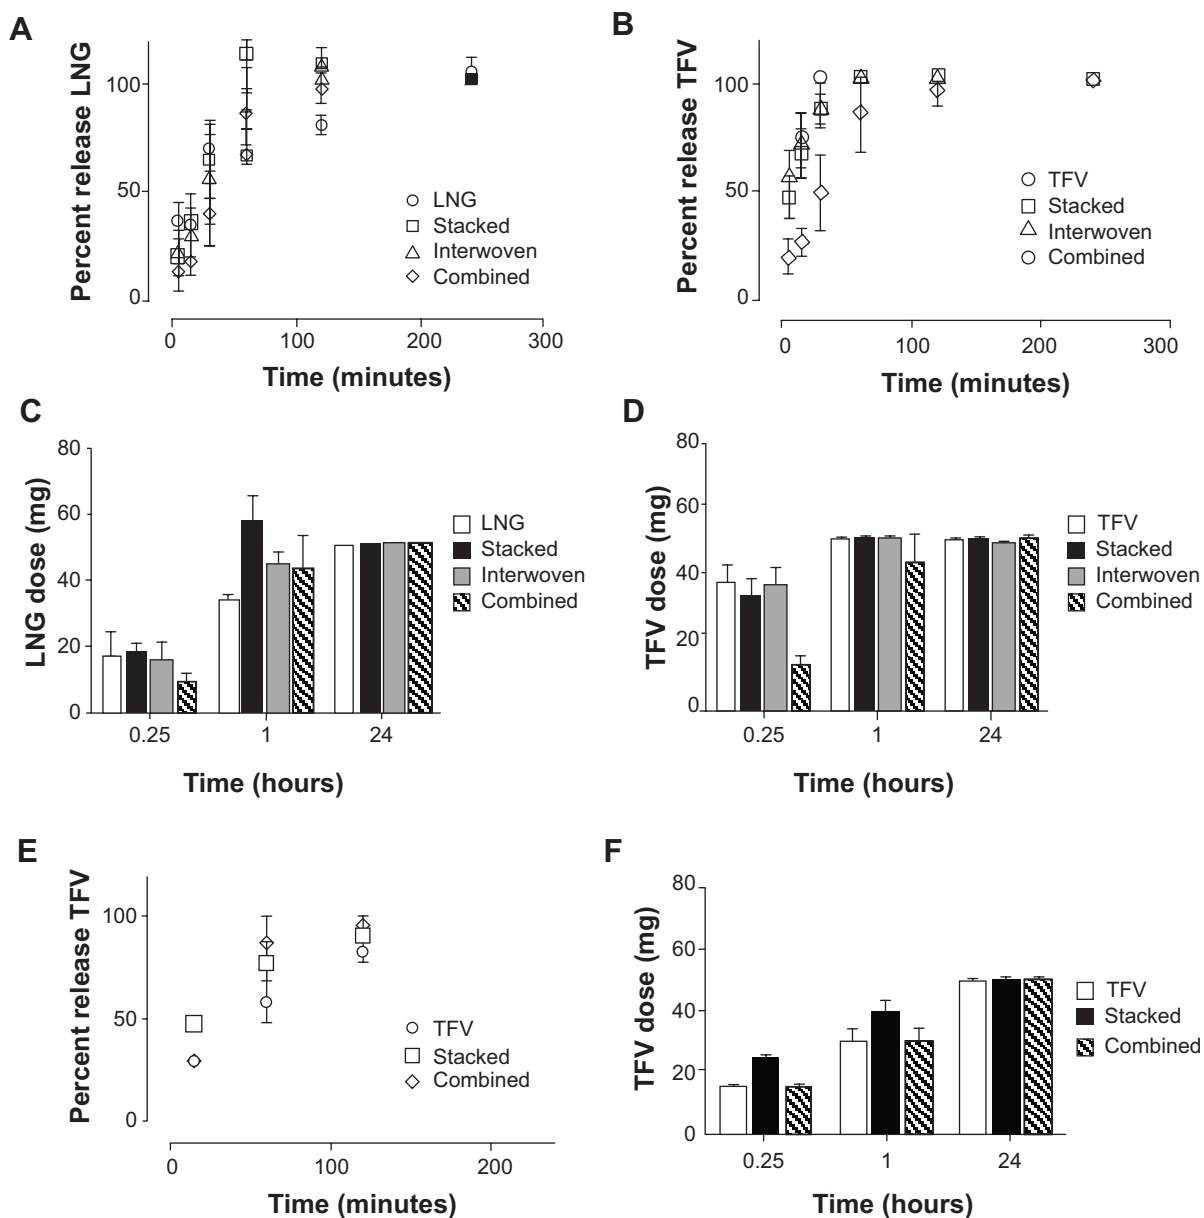 A
Percent release LNG
100
50
0
LNG
Stacked
Interwoven
Combined
0 100 200 300
Time (minutes)
B
Percent release TFV
100
50
0
TFV
Stacked
Interwoven
Combined
0 100 200 300
Time (minutes)
C
LNG dose (mg)
80
60
40
20
0
LNG
Stacked
Interwoven
Combined
0.25 1 24
Time (hours)
D
TFV dose (mg)
80
60
40
20
0
TFV
Stacked
Interwoven
Combined
0.25 1 24
Time (hours)
E
Percent release TFV
100
50
0
TFV
Stacked
Combined
0 100 200
Time (minutes)
F
TFV dose (mg)
80
60
40
20
0
TFV
Stacked
Combined
0.25 1 24
Time (hours)